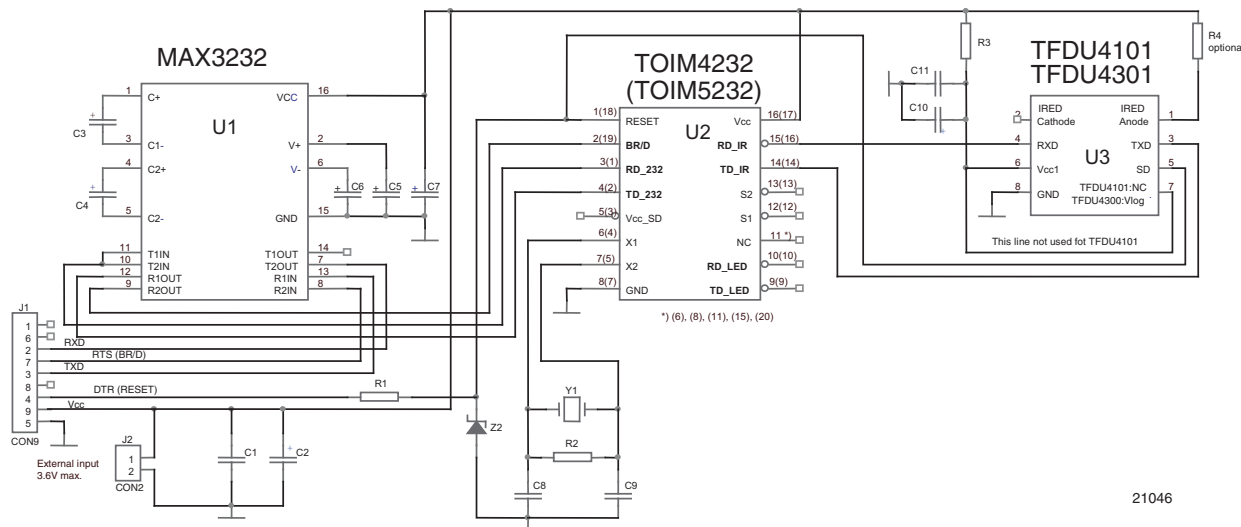 MAX3232
1
C+
VCC
16
U1
C3
3
C1-
V+
2
4
C2+
V-
6
C4
C6
C5
C7
5
C2-
GND
15
11
T1IN
T1OUT
14
10
T2IN
T2OUT
7
12
R1OUT
R1IN
13
9
R2OUT
R2IN
8
TOIM4232
(TOIM5232)
1(18)
RESET
Vcc
16(17)
U2
2(19)
BR/D
RD_IR
15(16)
3(1)
RD_232
TD_IR
14(14)
4(2)
TD_232
S2
13(13)
5(3)
Vcc_SD
S1
12(12)
6(4)
X1
NC
11 *)
7(5)
X2
RD_LED
10(10)
8(7)
GND
TD_LED
9(9)
*) (6), (8), (11), (15), (20)
R3
R4
optional
C11
C10
TFDU4101
TFDU4301
2
IRED
Cathode
IRED
Anode
1
4
RXD
TXD
3
U3
6
Vcc1
SD
5
8
GND
TFDU4101:NC
TFDU4300:Vlog
7
This line not used fot TFDU4101
J1
1
6
2
RXD
7
RTS (BR/D)
3
TXD
8
4
DTR (RESET)
9
Vcc
5
CON9
External input
3.6V max.
J2
1
2
CON2
C1
C2
R1
Z2
Y1
R2
C8
C9
21046